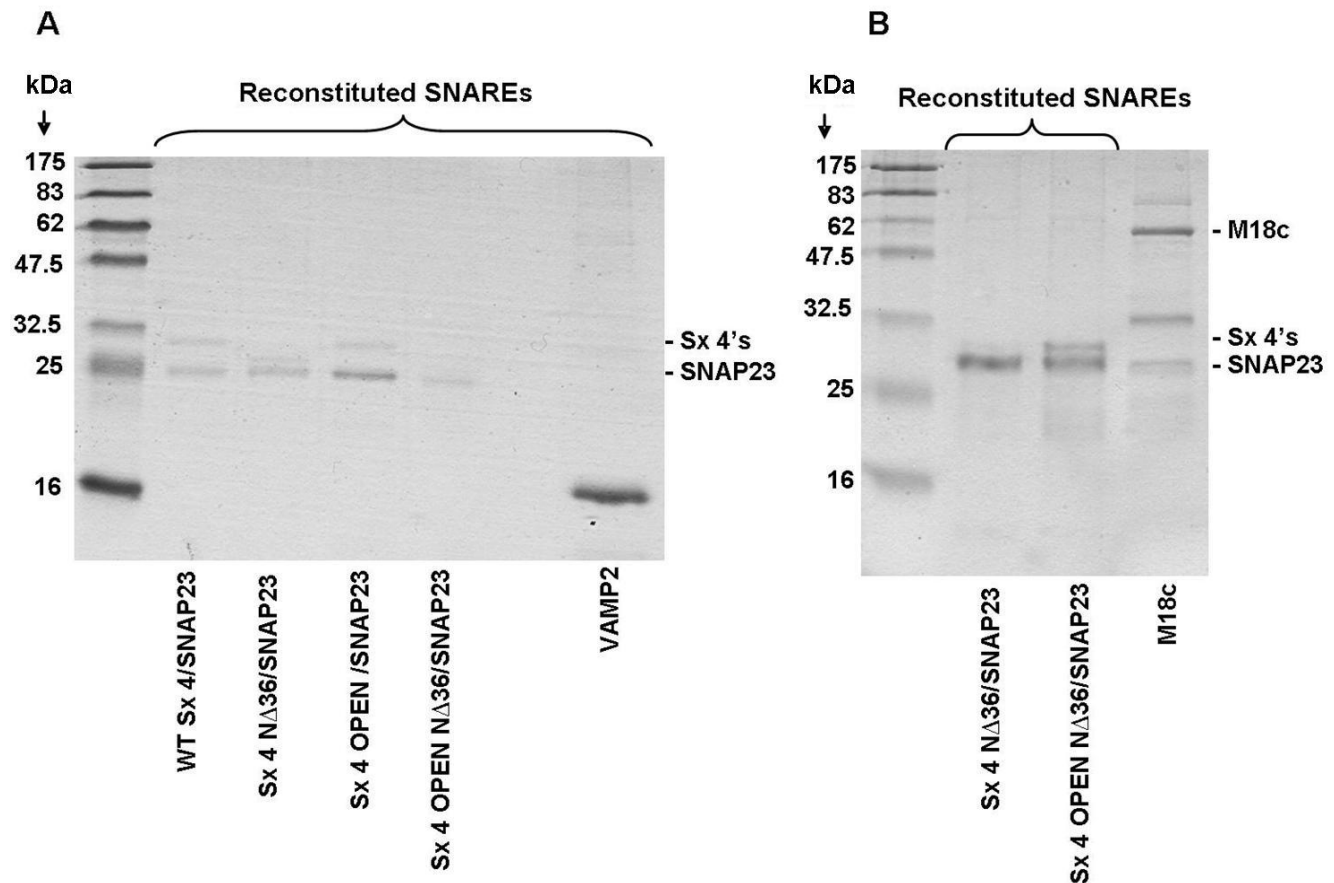 A
kDa
Reconstituted SNAREs
175
83
62
47.5
32.5
25
16
- Sx 4's
- SNAP23
WT Sx 4/SNAP23
Sx 4 NΔ36/SNAP23
Sx 4 OPEN /SNAP23
Sx 4 OPEN NΔ36/SNAP23
VAMP2
B
kDa
Reconstituted SNAREs
175
83
62
47.5
32.5
25
16
- M18c
- Sx 4's
- SNAP23
Sx 4 NΔ36/SNAP23
Sx 4 OPEN NΔ36/SNAP23
M18c